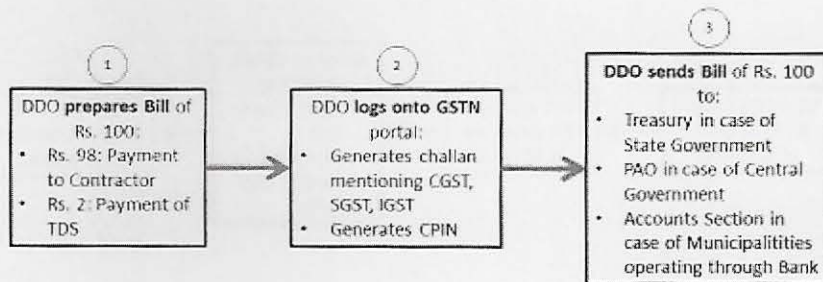 1
DDO prepares Bill of
Rs. 100:
• Rs. 98: Payment
to Contractor
• Rs. 2: Payment of
TDS
2
DDO logs onto GSTN
portal:
• Generates challan
mentioning CGST,
SGST, IGST
• Generates CPIN
3
DDO sends Bill of Rs. 100
to:
• Treasury in case of
State Government
• PAO in case of Central
Government
• Accounts Section in
case of Municipalitities
operating through Bank